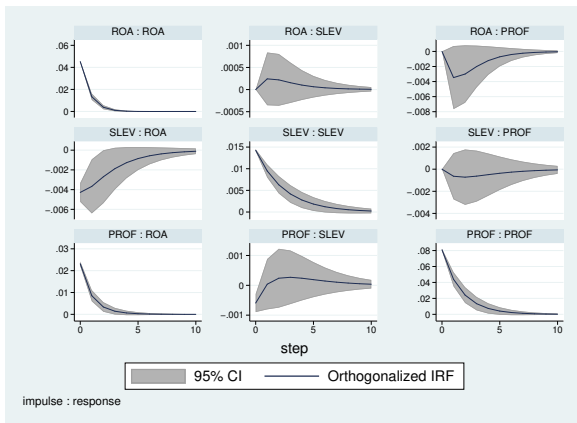 ROA : ROA
.06
.04
.02
0
ROA : SLEV
.001
.0005
0
-.0005
ROA : PROF
0
-.002
-.004
-.006
-.008
SLEV : ROA
0
-.002
-.004
-.006
SLEV : SLEV
.015
.01
.005
0
SLEV : PROF
.002
0
-.002
-.004
PROF : ROA
.03
.02
.01
0
0 5 10
PROF : SLEV
.001
0
-.001
0 5 10
PROF : PROF
.08
.06
.04
.02
0
0 5 10
step
95% CI Orthogonalized IRF
impulse : response